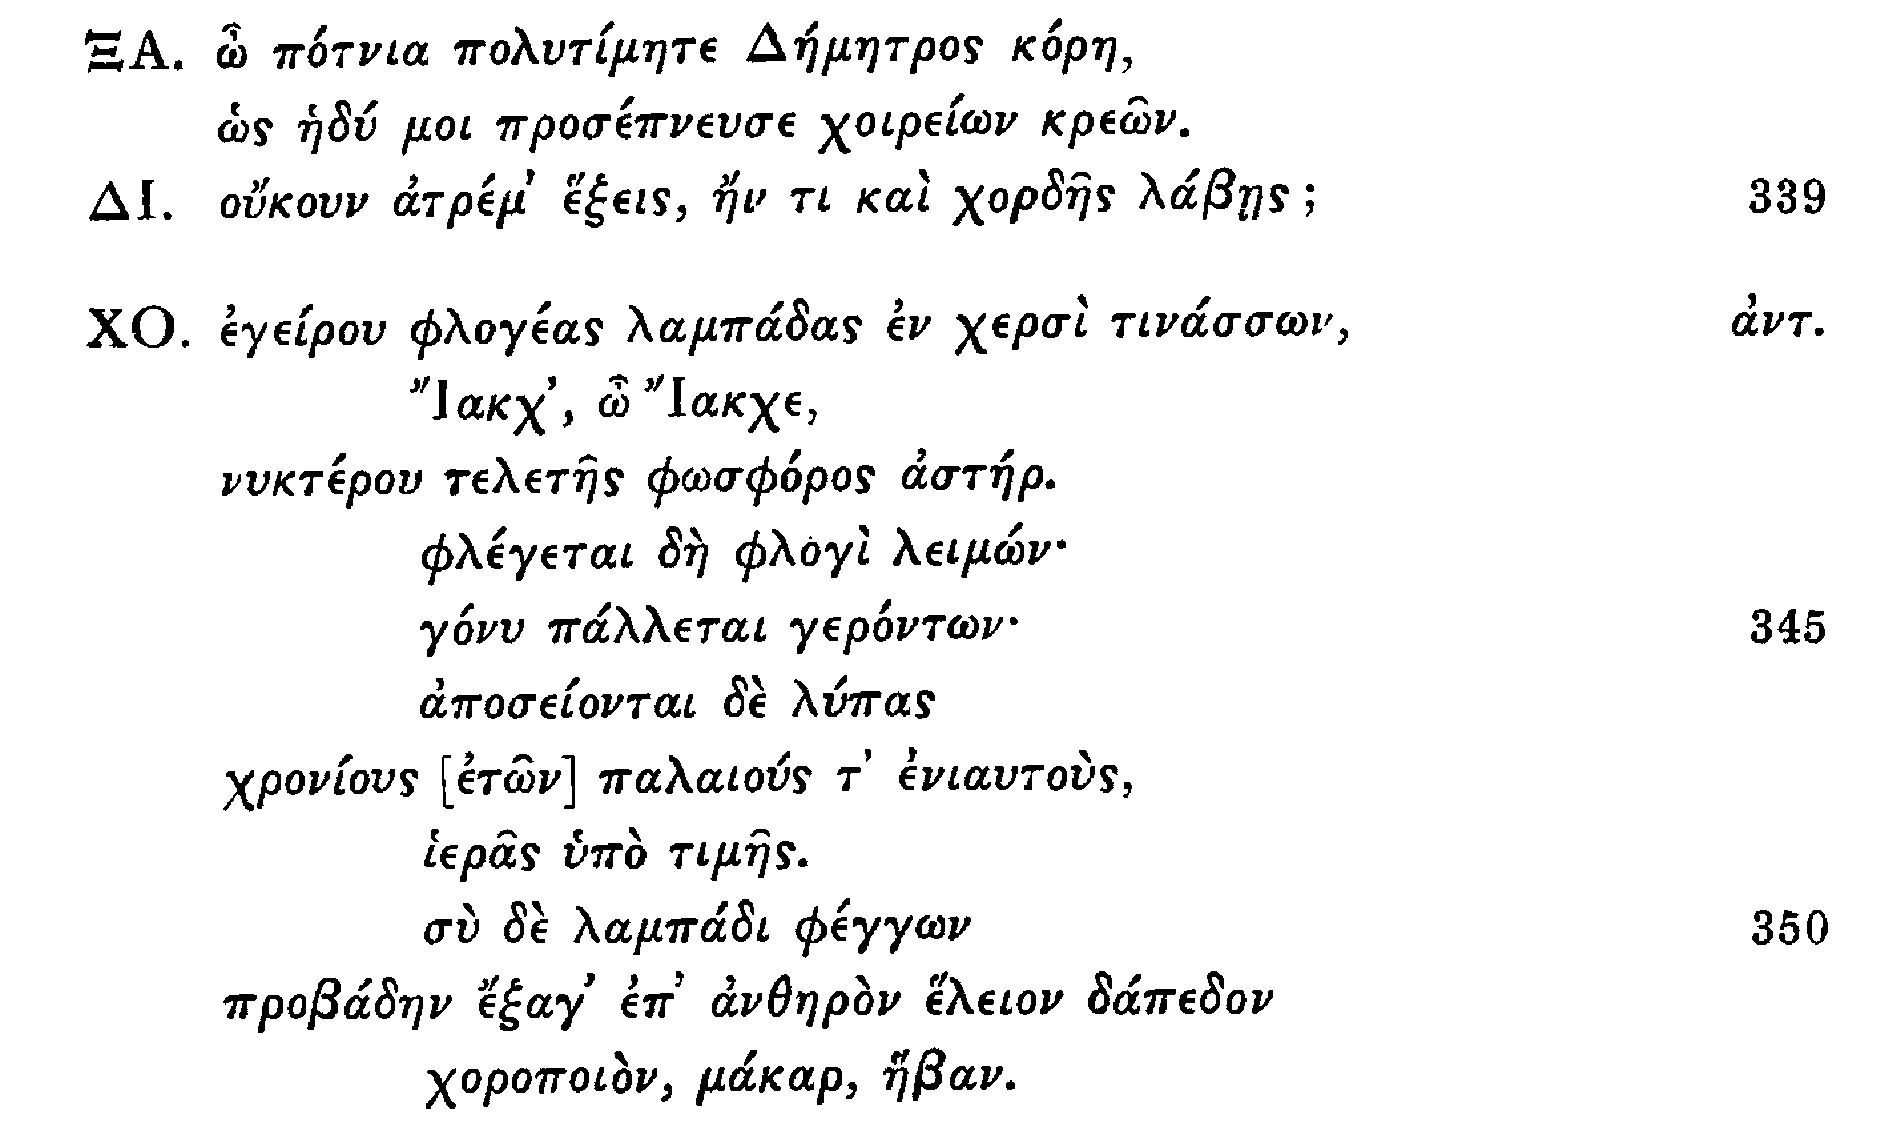 ΞΑ. ὦ πότνια πολυτίμητε Δήμητρος κόρη,
ὡς ἡδύ μοι προσέπνευσε χοιρείων κρεῶν.
ΔΙ. οὔκουν ἀτρέμ' ἕξεις, ἤν τι καὶ χορδῆς λάβῃς ; 339
ΧΟ. ἐγείρου φλογέας λαμπάδας ἐν χερσὶ τινάσσων, ἀντ.
Ἴακχ', ὦ Ἴακχε,
νυκτέρου τελετῆς φωσφόρος ἀστήρ.
φλέγεται δὴ φλογὶ λειμών·
γόνυ πάλλεται γερόντων· 345
ἀποσείονται δὲ λύπας
χρονίους [ἐτῶν] παλαιούς τ' ἐνιαυτοὺς,
ἱερᾶς ὑπὸ τιμῆς.
σὺ δὲ λαμπάδι φέγγων 350
προβάδην ἔξαγ' ἐπ' ἀνθηρὸν ἕλειον δάπεδον
χοροποιὸν, μάκαρ, ἥβαν.